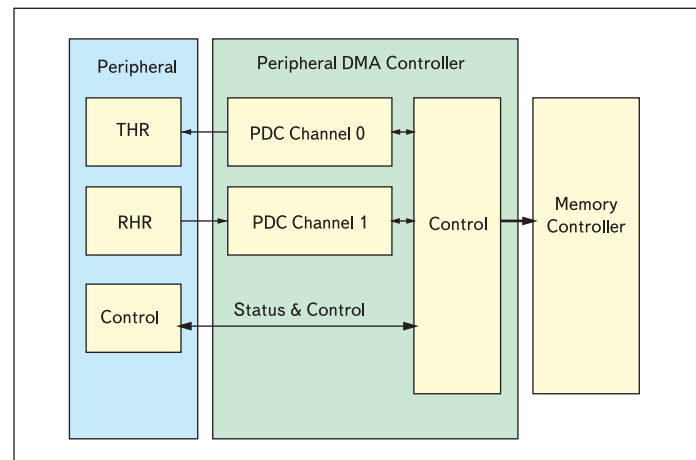 Peripheral
Peripheral DMA Controller
THR
PDC Channel 0
RHR
PDC Channel 1
Control
Memory
Controller
Control
Status & Control